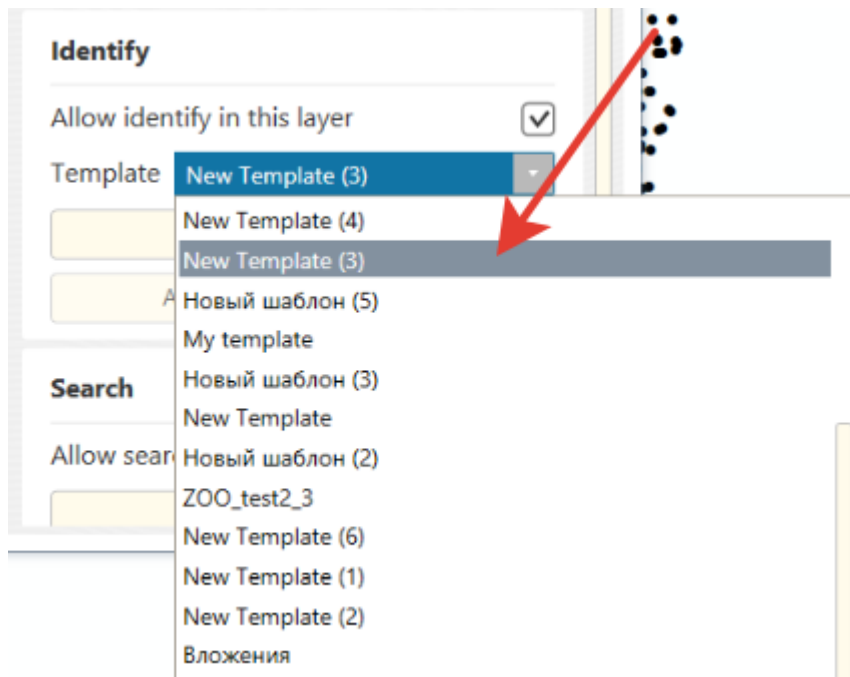 Identify
Allow identify in this layer
Template New Template (3)
New Template (4)
New Template (3)
Новый шаблон (5)
My template
Search
Новый шаблон (3)
New Template
Allow sear
Новый шаблон (2)
ZOO_test2_3
New Template (6)
New Template (1)
New Template (2)
Вложения